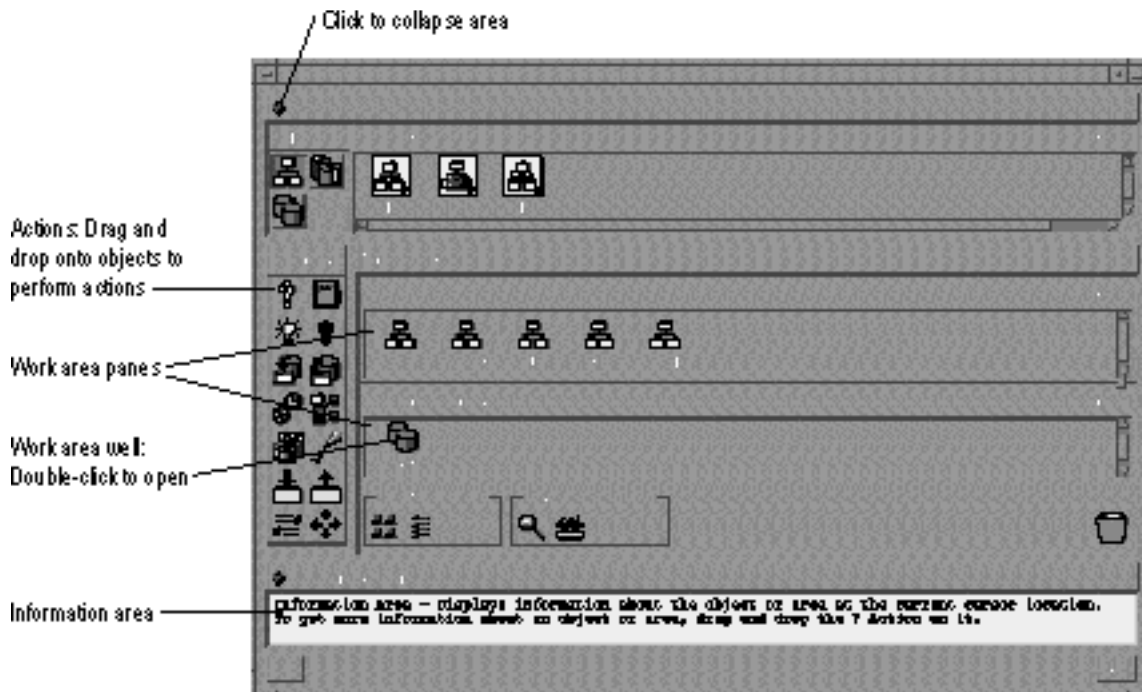 Click to collapse area
Actions: Drag and
drop onto objects to
perform actions
Work area panes
Work area well:
Double-click to open
Information area
Information Area – Displays information about the object or area at the current cursor location.
To get more information about an object or area, drag and drop the ? Action on it.